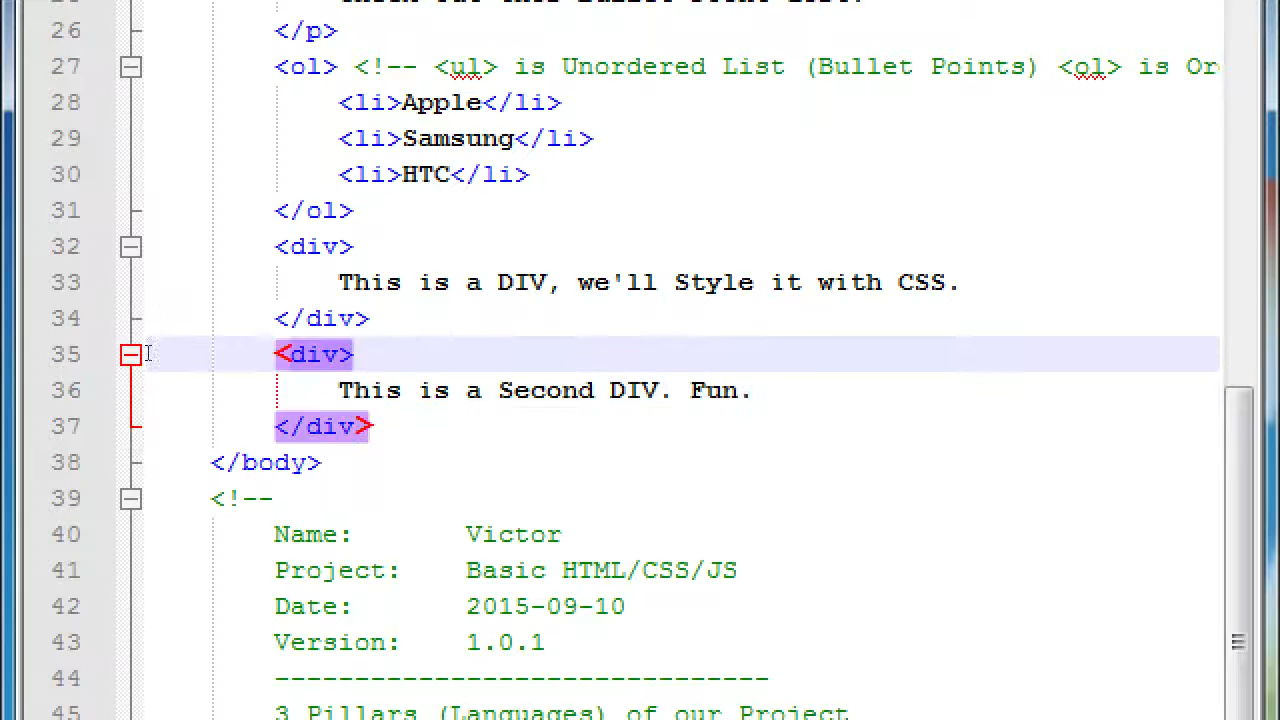 26 </p>
27 <ol> <!-- <ul> is Unordered List (Bullet Points) <ol> is Or
28 <li>Apple</li>
29 <li>Samsung</li>
30 <li>HTC</li>
31 </ol>
32 <div>
33 This is a DIV, we'll Style it with CSS.
34 </div>
35 <div>
36 This is a Second DIV. Fun.
37 </div>
38 </body>
39 <!--
40 Name: Victor
41 Project: Basic HTML/CSS/JS
42 Date: 2015-09-10
43 Version: 1.0.1
44 -------------------------------
45 3 Pillars (Languages) of our Project